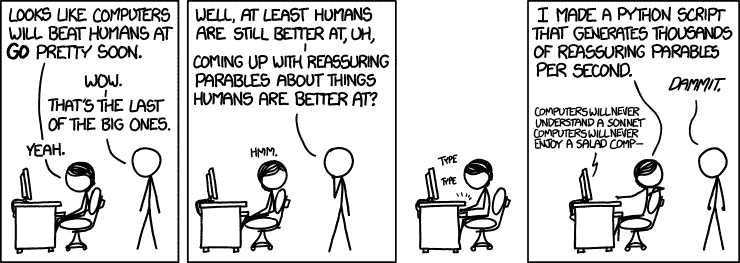 LOOKS LIKE COMPUTERS
WILL BEAT HUMANS AT
GO PRETTY SOON.
WOW.
THAT'S THE LAST
OF THE BIG ONES.
YEAH.
WELL, AT LEAST HUMANS
ARE STILL BETTER AT, UH,
COMING UP WITH REASSURING
PARABLES ABOUT THINGS
HUMANS ARE BETTER AT?
HMM.
TYPE
TYPE
I MADE A PYTHON SCRIPT
THAT GENERATES THOUSANDS
OF REASSURING PARABLES
PER SECOND.
DAMMIT.
COMPUTERS WILL NEVER
UNDERSTAND A SONNET
COMPUTERS WILL NEVER
ENJOY A SALAD COMP—